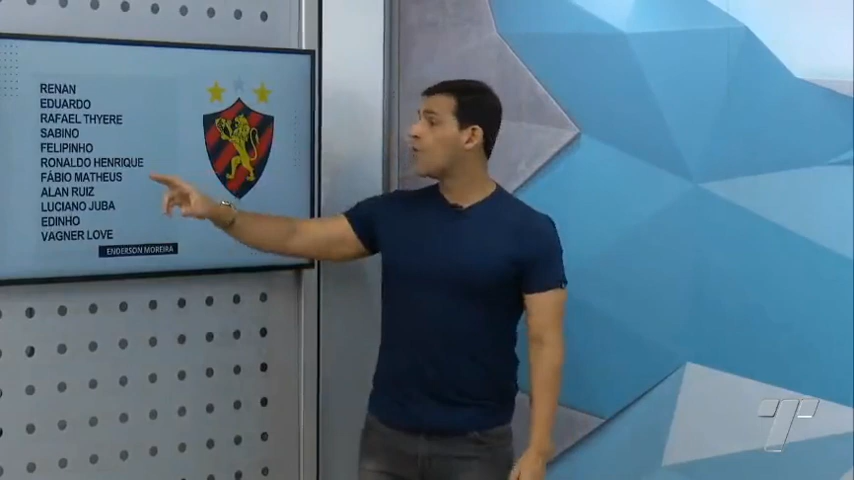 RENAN
EDUARDO
RAFAEL THYERE
SABINO
FELIPINHO
RONALDO HENRIQUE
FÁBIO MATHEUS
ALAN RUIZ
LUCIANO JUBA
EDINHO
VAGNER LOVE
ENDERSON MOREIRA